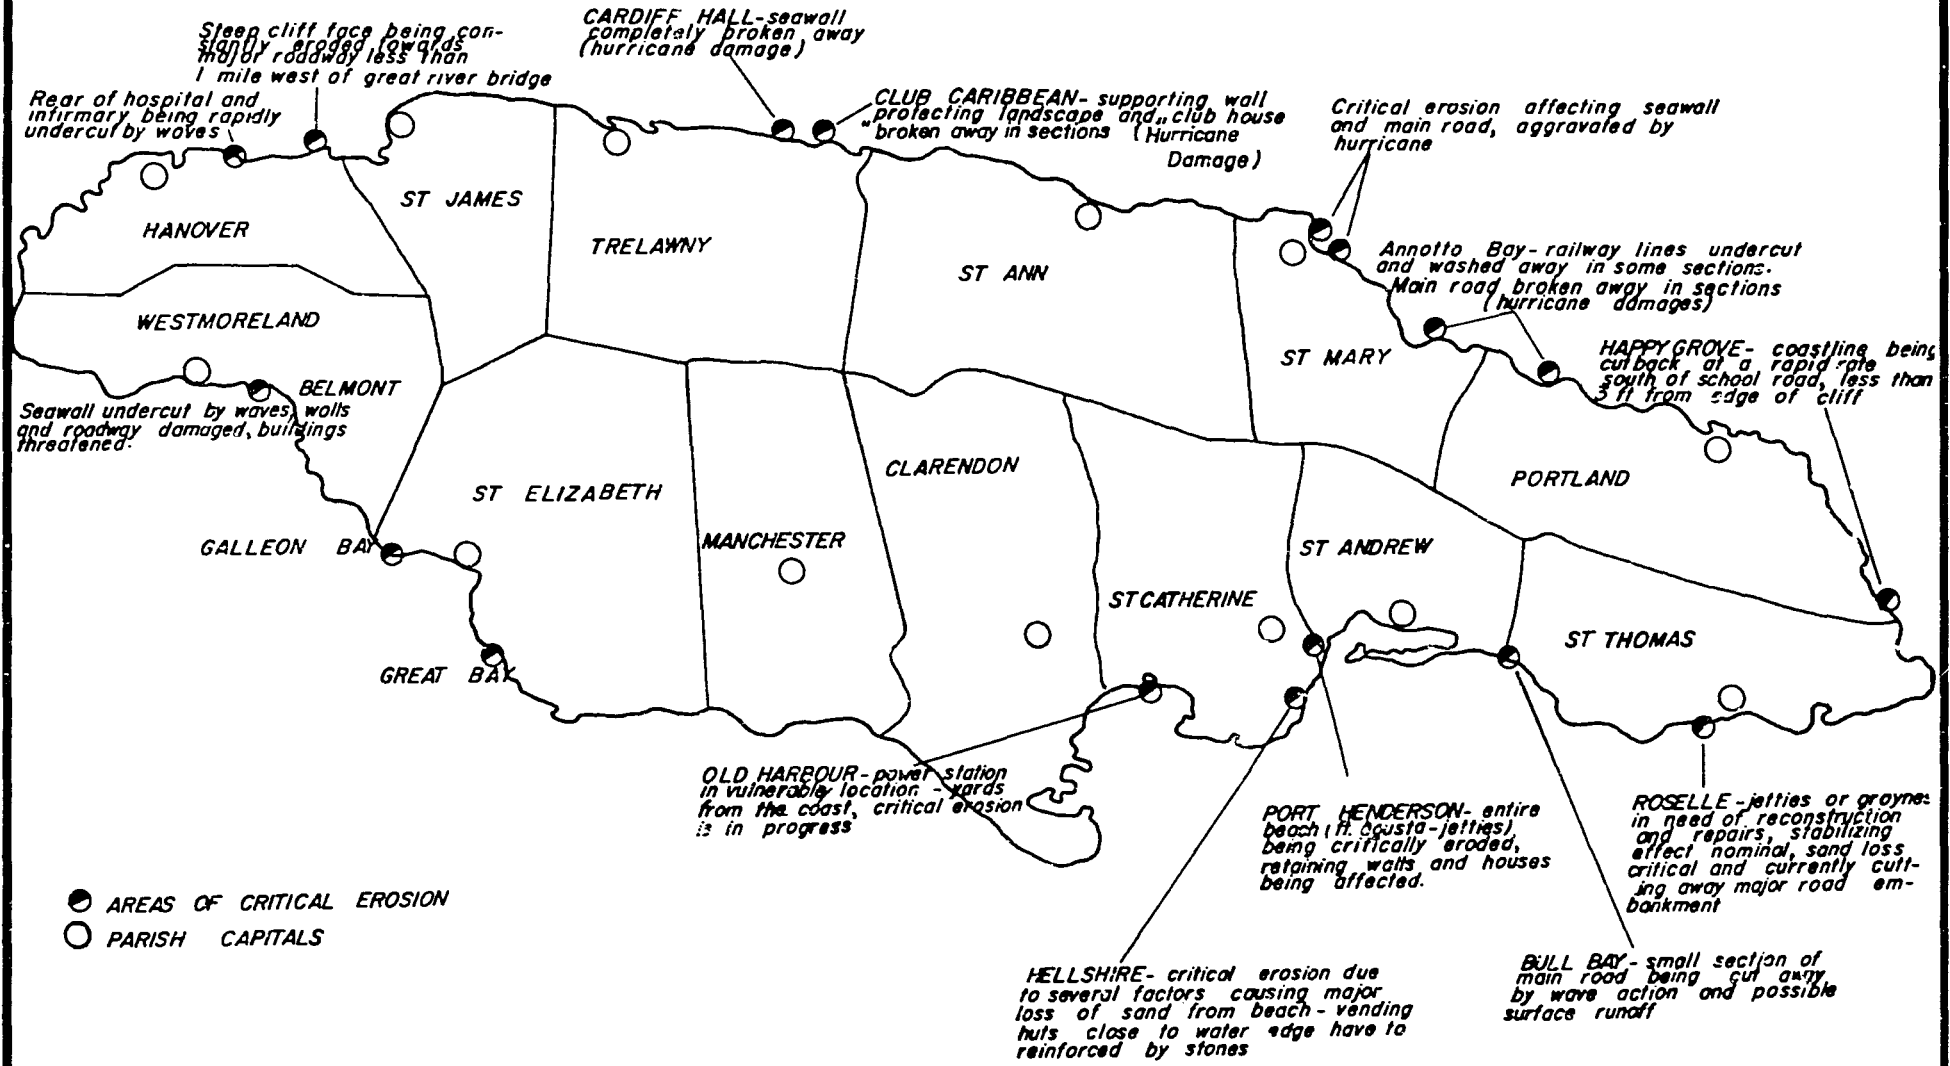 Steep cliff face being con-
stantly eroded towards
major roadway less than
1 mile west of great river bridge
Rear of hospital and
infirmary being rapidly
undercut by waves
CARDIFF HALL-seawall
completely broken away
(hurricane damage)
CLUB CARIBBEAN- supporting wall
protecting landscape and,, club house
"broken away in sections (Hurricane
Damage)
Critical erosion affecting seawall
and main road, aggravated by
hurricane
Annotto Bay-railway lines undercut
and washed away in some sections.
Main road broken away in sections
(hurricane damages)
HAPPY GROVE- coastline being
cut back at a rapid rate
south of school road, less than
3 ft from edge of cliff
HANOVER
ST JAMES
TRELAWNY
ST ANN
ST MARY
WESTMORELAND
BELMONT
Seawall undercut by waves, walls
and roadway damaged, buildings
threatened.
ST ELIZABETH
MANCHESTER
CLARENDON
ST CATHERINE
ST ANDREW
PORTLAND
ST THOMAS
GALLEON BAY
GREAT BAY
OLD HARBOUR-power station
in vulnerable location - yards
from the coast, critical erosion
is in progress
PORT HENDERSON- entire
beach (ft. agusta-jetties)
being critically eroded,
retaining walls and houses
being affected.
ROSELLE-jetties or groynes
in need of reconstruction
and repairs, stabilizing
effect nominal, sand loss
critical and currently cutt-
ing away major road em-
bankment
AREAS OF CRITICAL EROSION
PARISH CAPITALS
HELLSHIRE- critical erosion due
to several factors causing major
loss of sand from beach-vending
huts close to water edge have to
reinforced by stones
BULL BAY-small section of
main road being cut away
by wave action and possible
surface runoff